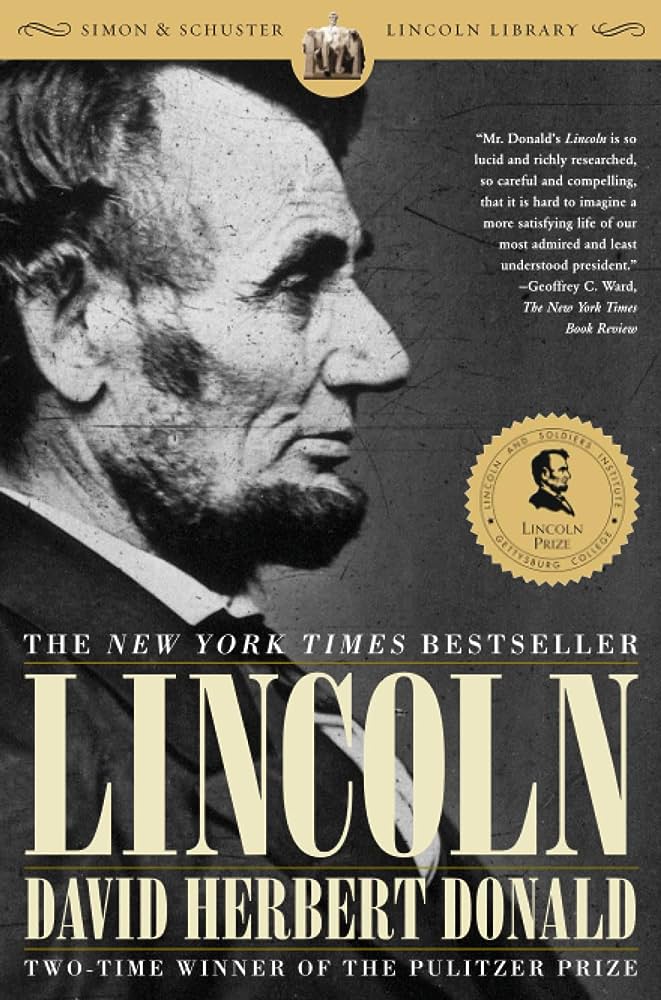 SIMON & SCHUSTER LINCOLN LIBRARY
“Mr. Donald’s Lincoln is so
lucid and richly researched,
so careful and compelling,
that it is hard to imagine a
more satisfying life of our
most admired and least
understood president.”
–Geoffrey C. Ward,
The New York Times
Book Review
LINCOLN AND SOLDIERS INSTITUTE
LINCOLN
PRIZE
GETTYSBURG COLLEGE
THE NEW YORK TIMES BESTSELLER
LINCOLN
DAVID HERBERT DONALD
TWO-TIME WINNER OF THE PULITZER PRIZE